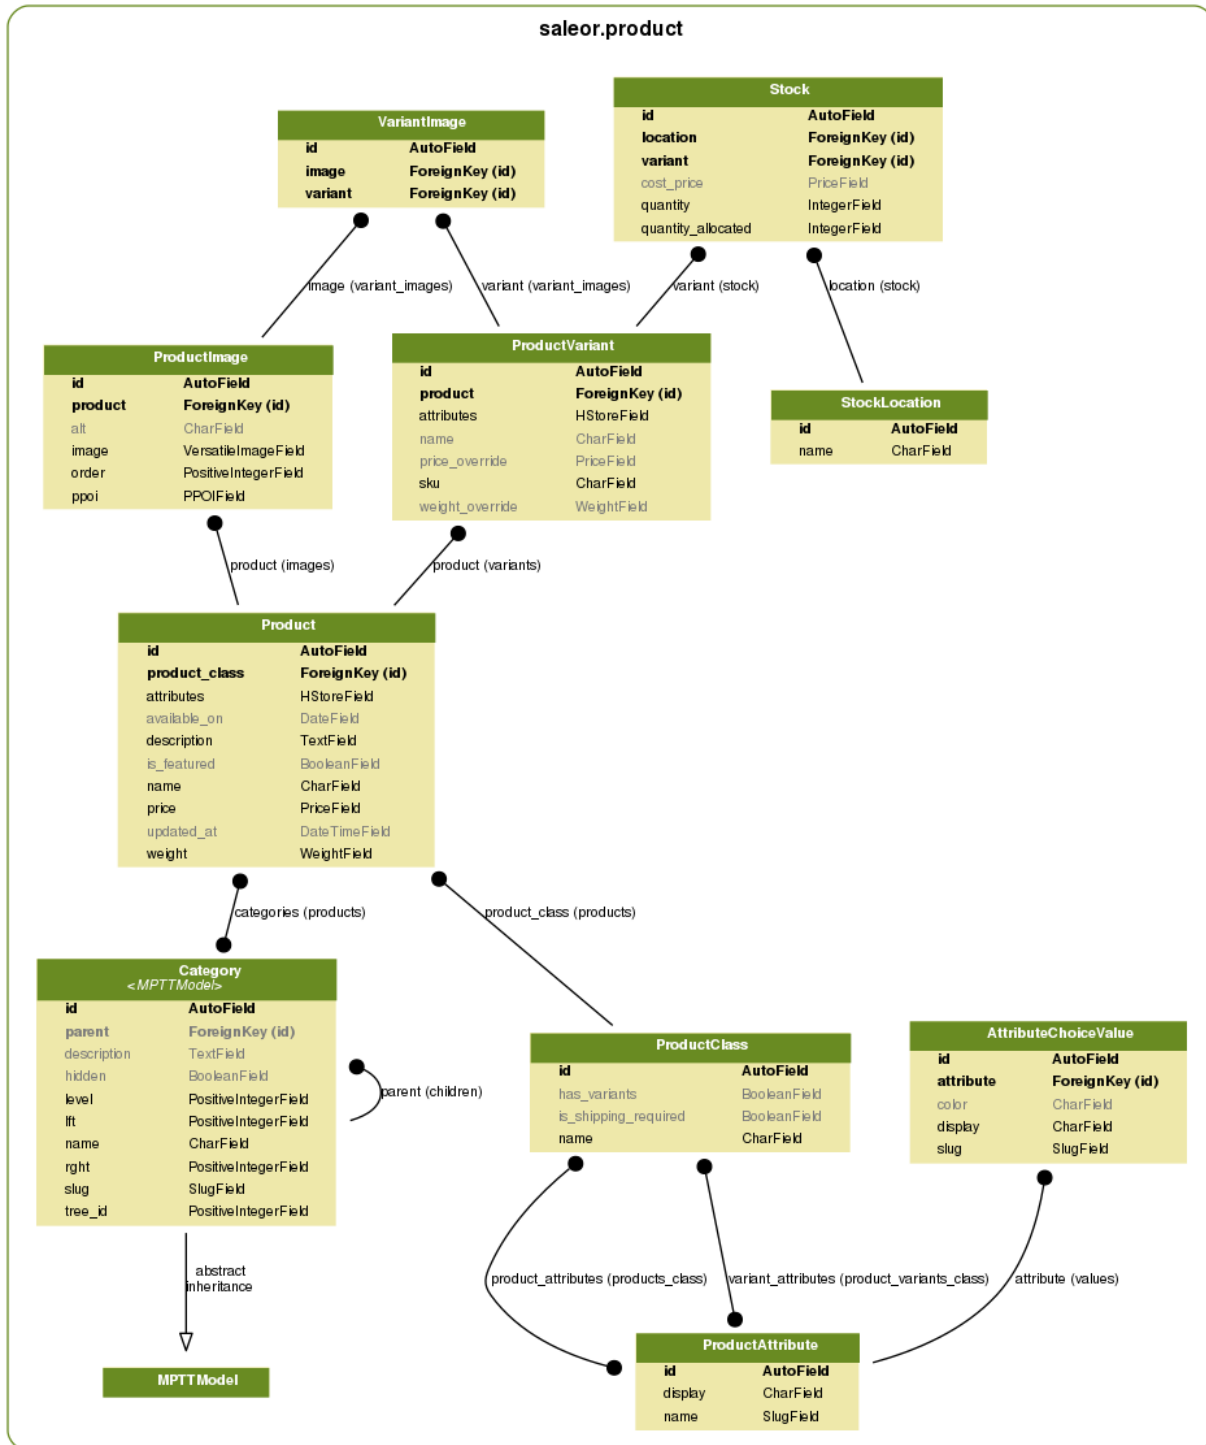 saleor.product
Stock
id AutoField
location ForeignKey (id)
variant ForeignKey (id)
cost_price PriceField
quantity IntegerField
quantity_allocated IntegerField
VariantImage
id AutoField
image ForeignKey (id)
variant ForeignKey (id)
image (variant_images)
variant (variant_images)
variant (stock)
location (stock)
ProductImage
id AutoField
product ForeignKey (id)
alt CharField
image VersatileImageField
order PositiveIntegerField
ppoi PPOIField
ProductVariant
id AutoField
product ForeignKey (id)
attributes HStoreField
name CharField
price_override PriceField
sku CharField
weight_override WeightField
StockLocation
id AutoField
name CharField
product (images)
product (variants)
Product
id AutoField
product_class ForeignKey (id)
attributes HStoreField
available_on DateField
description TextField
is_featured BooleanField
name CharField
price PriceField
updated_at DateTimeField
weight WeightField
categories (products)
product_class (products)
Category
<MPTTModel>
id AutoField
parent ForeignKey (id)
description TextField
hidden BooleanField
level PositiveIntegerField
lft PositiveIntegerField
name CharField
rght PositiveIntegerField
slug SlugField
tree_id PositiveIntegerField
parent (children)
ProductClass
id AutoField
has_variants BooleanField
is_shipping_required BooleanField
name CharField
AttributeChoiceValue
id AutoField
attribute ForeignKey (id)
color CharField
display CharField
slug SlugField
abstract
inheritance
product_attributes (products_class)
variant_attributes (product_variants_class)
attribute (values)
MPTTModel
ProductAttribute
id AutoField
display CharField
name SlugField